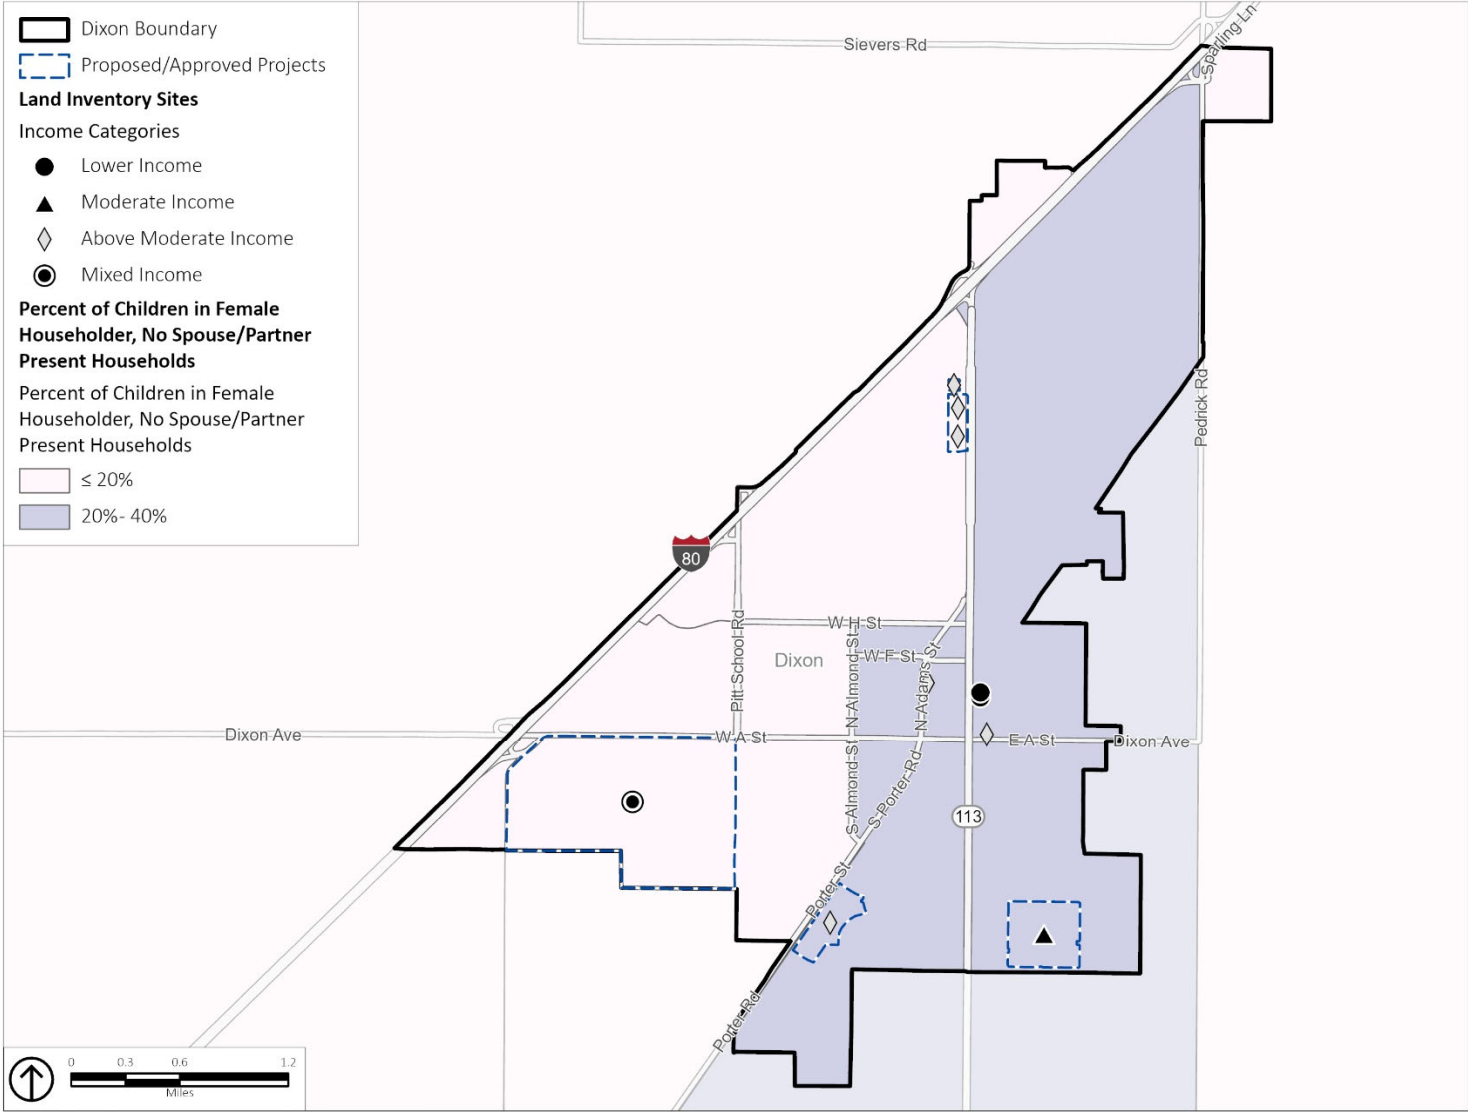 Dixon Boundary
Proposed/Approved Projects
Land Inventory Sites
Income Categories
Lower Income
Moderate Income
Above Moderate Income
Mixed Income
Percent of Children in Female
Householder, No Spouse/Partner
Present Households
Percent of Children in Female
Householder, No Spouse/Partner
Present Households
≤ 20%
20%- 40%
Sievers Rd
Sparling Ln
Pedrick Rd
80
Pitt School Rd
W H St
Dixon
N Almond St
W F St
N Adams St
Dixon Ave
W A St
E A St
Dixon Ave
S Almond St
S Porter Rd
113
Porter St
Porter Rd
0 0.3 0.6 1.2
Miles